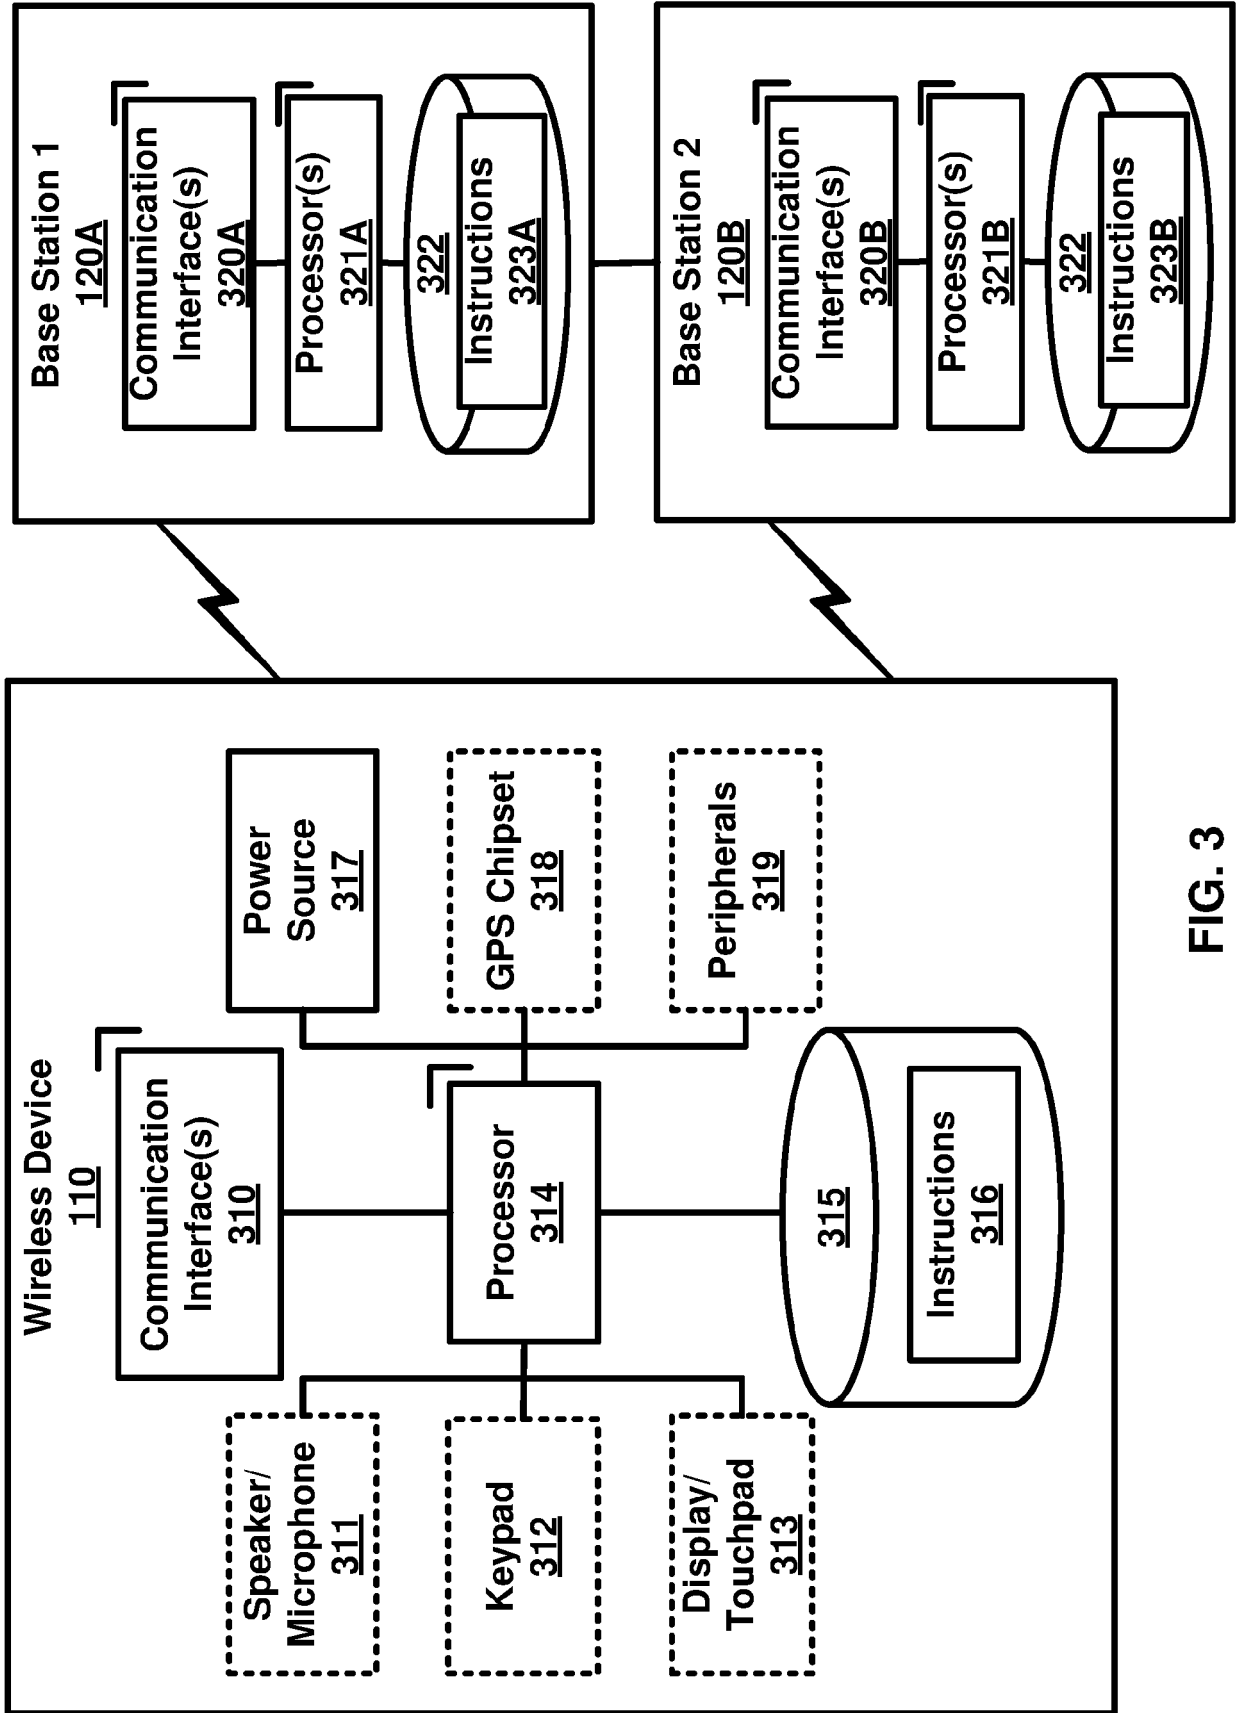 Wireless Device
110
Communication
Interface(s)
310
Speaker/
Microphone
311
Keypad
312
Display/
Touchpad
313
Processor
314
Power
Source
317
GPS Chipset
318
Peripherals
319
315
Instructions
316
Base Station 1
120A
Communication
Interface(s)
320A
Processor(s)
321A
322
Instructions
323A
Base Station 2
120B
Communication
Interface(s)
320B
Processor(s)
321B
322
Instructions
323B
FIG. 3